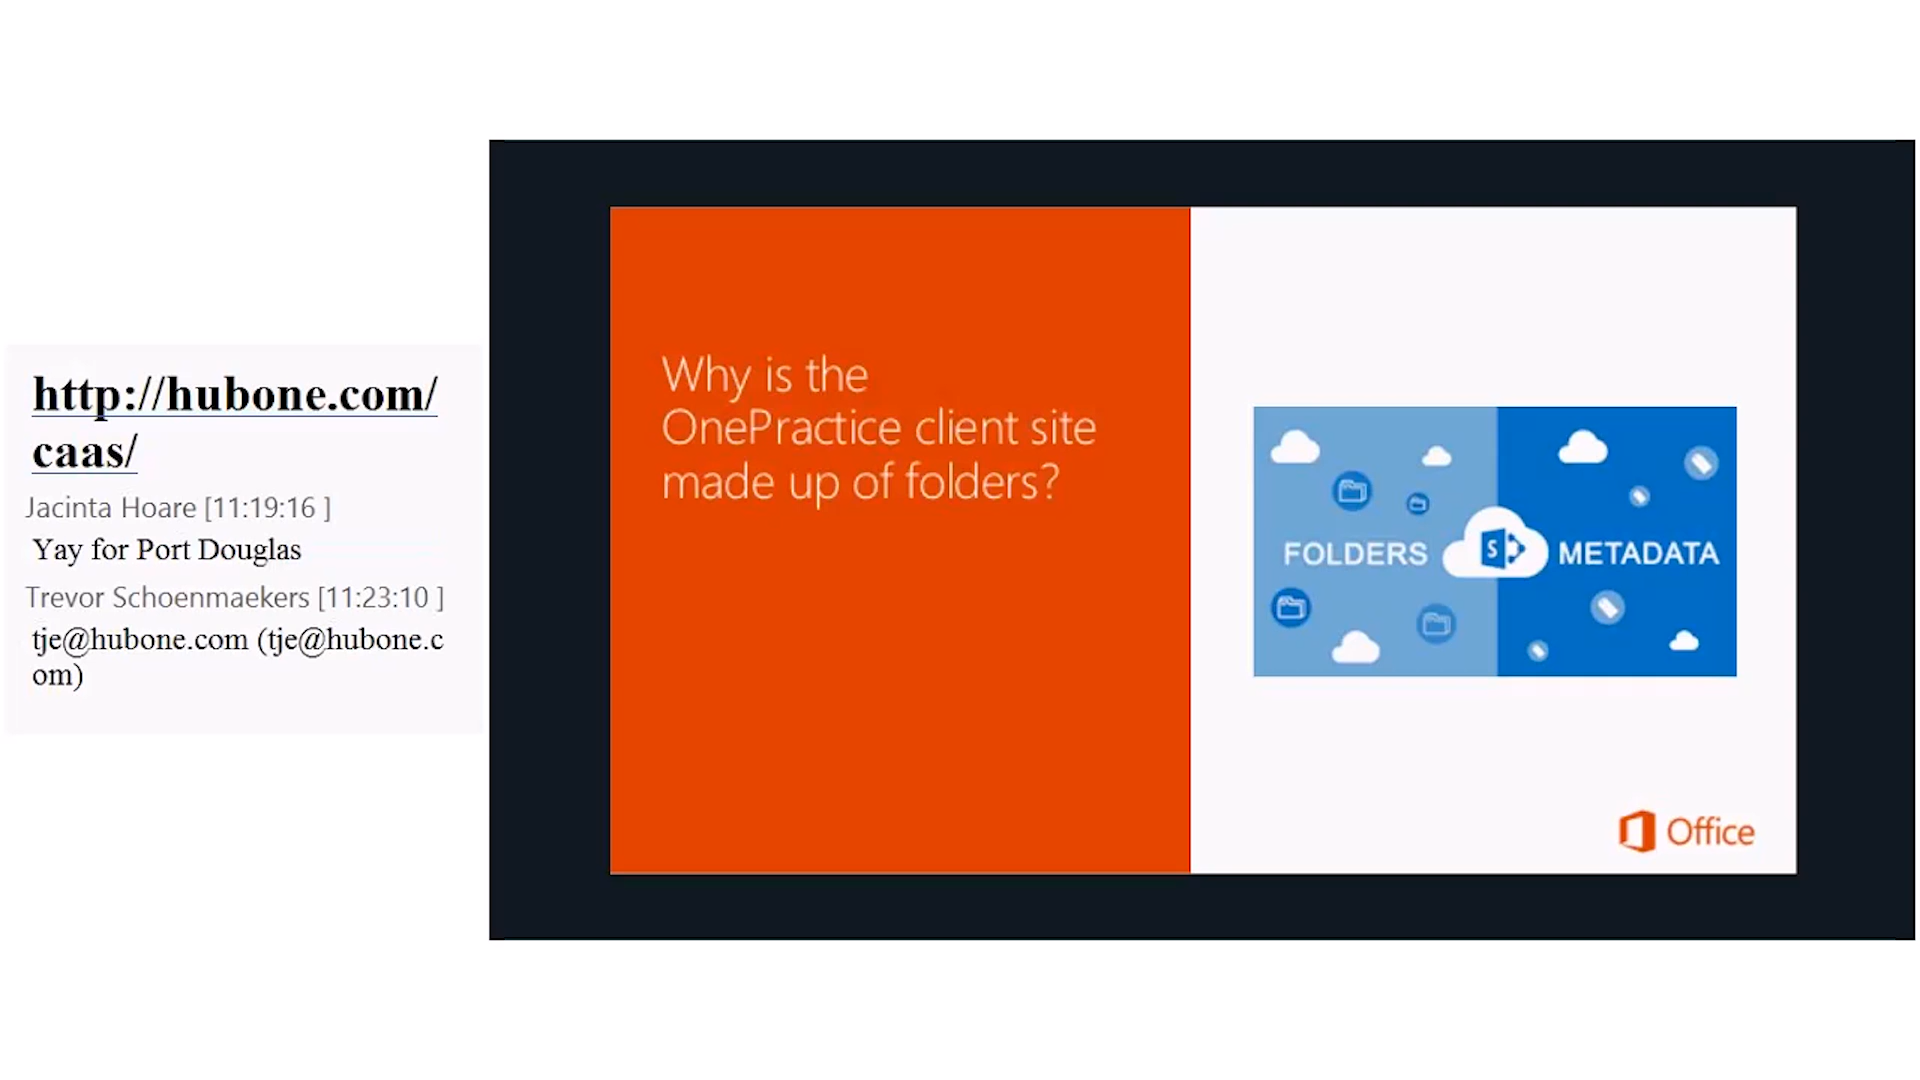 http://hubone.com/
caas/
Jacinta Hoare [11:19:16 ]
Yay for Port Douglas
Trevor Schoenmaekers [11:23:10 ]
tje@hubone.com (tje@hubone.c
om)
Why is the
OnePractice client site
made up of folders?
FOLDERS S METADATA
Office